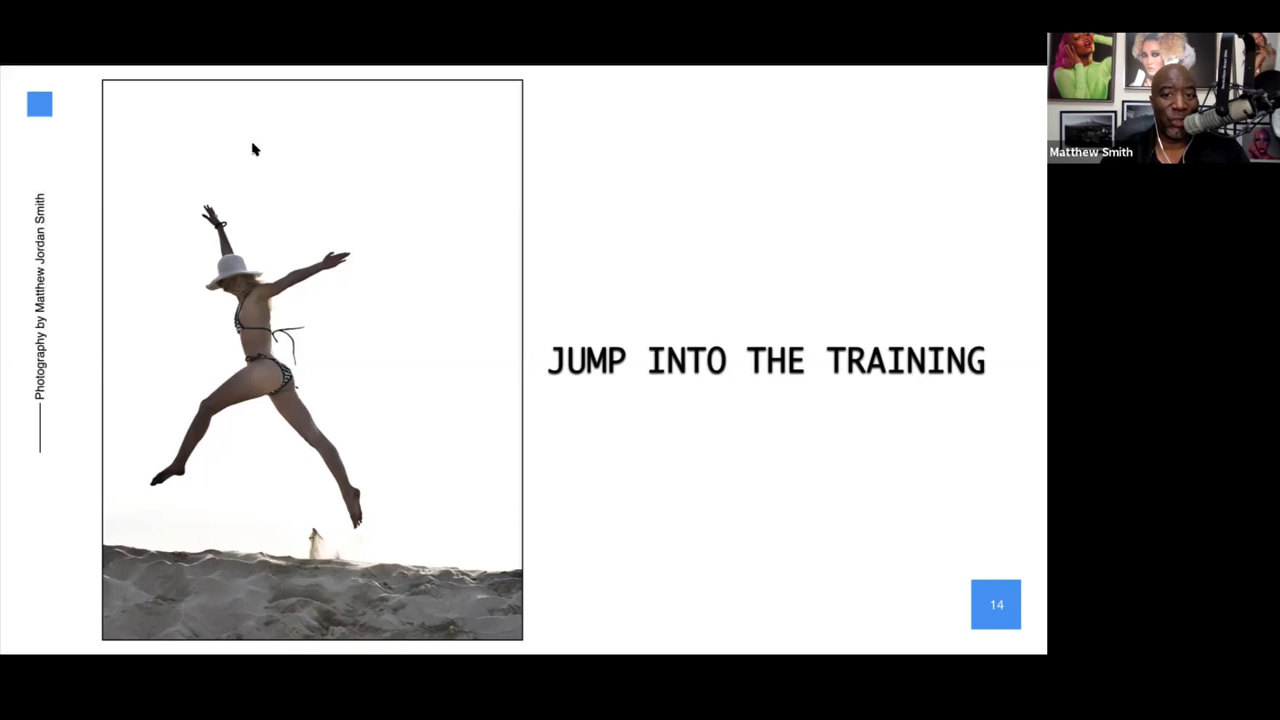 Photography by Matthew Jordan Smith
JUMP INTO THE TRAINING
14
Matthew Smith